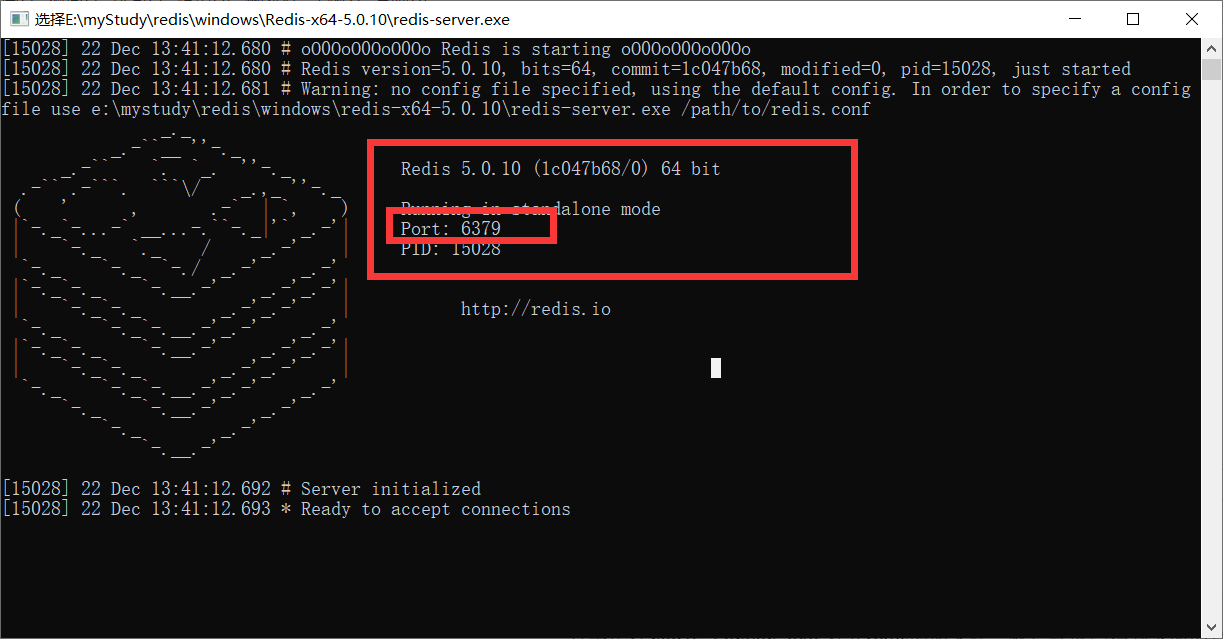 选择E:\myStudy\redis\windows\Redis-x64-5.0.10\redis-server.exe
[15028] 22 Dec 13:41:12.680 # oO0OoO0OoO0Oo Redis is starting oO0OoO0OoO0Oo
[15028] 22 Dec 13:41:12.680 # Redis version=5.0.10, bits=64, commit=1c047b68, modified=0, pid=15028, just started
[15028] 22 Dec 13:41:12.681 # Warning: no config file specified, using the default config. In order to specify a config
file use e:\mystudy\redis\windows\redis-x64-5.0.10\redis-server.exe /path/to/redis.conf
Redis 5.0.10 (1c047b68/0) 64 bit
Running in standalone mode
Port: 6379
PID: 15028
http://redis.io
[15028] 22 Dec 13:41:12.692 # Server initialized
[15028] 22 Dec 13:41:12.693 * Ready to accept connections